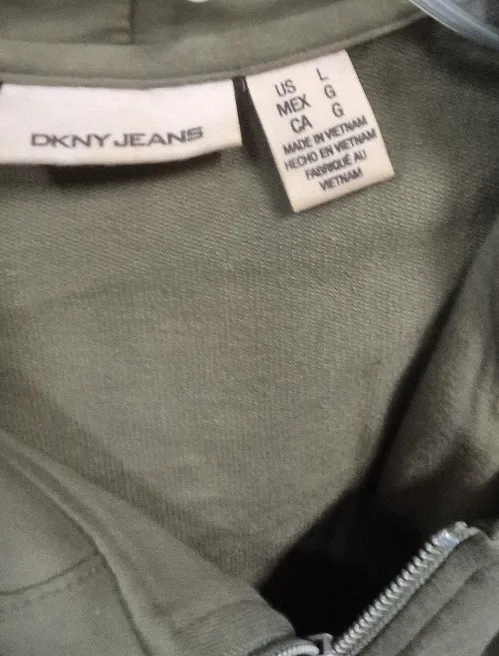 DKNY JEANS
US L
MEX G
CA G
MADE IN VIETNAM
HECHO EN VIETNAM
FABRIQUÉ AU
VIETNAM